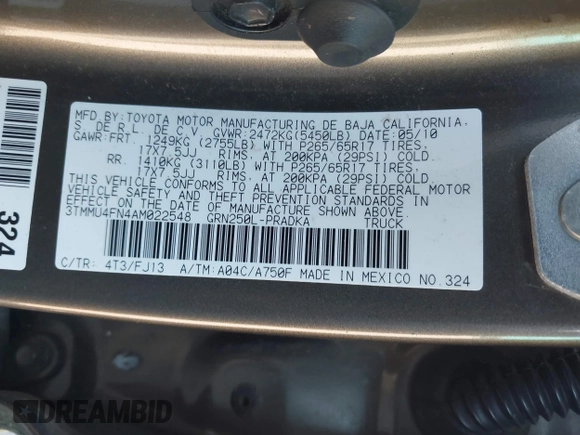 MFD.BY:TOYOTA MOTOR MANUFACTURING DE BAJA CALIFORNIA.
S. DE R.L. DE C.V. GVWR:2472KG(5450LB) DATE:05/10
GAWR:FRT. 1249KG (2755LB) WITH P265/65R17 TIRES.
17X7.5JJ RIMS. AT 200KPA (29PSI) COLD.
RR. 1410KG (3110LB) WITH P265/65R17 TIRES.
17X7.5JJ RIMS. AT 200KPA (29PSI) COLD.
THIS VEHICLE CONFORMS TO ALL APPLICABLE FEDERAL MOTOR
VEHICLE SAFETY, BUMPER, AND THEFT PREVENTION STANDARDS IN
EFFECT ON THE DATE OF MANUFACTURE SHOWN ABOVE.
3TMMU4FN4AM022548 GRN250L-PRADKA TRUCK
C/TR: 4T3/FJ13 A/TM:A04C/A750F MADE IN MEXICO NO.324
324
DREAMBID